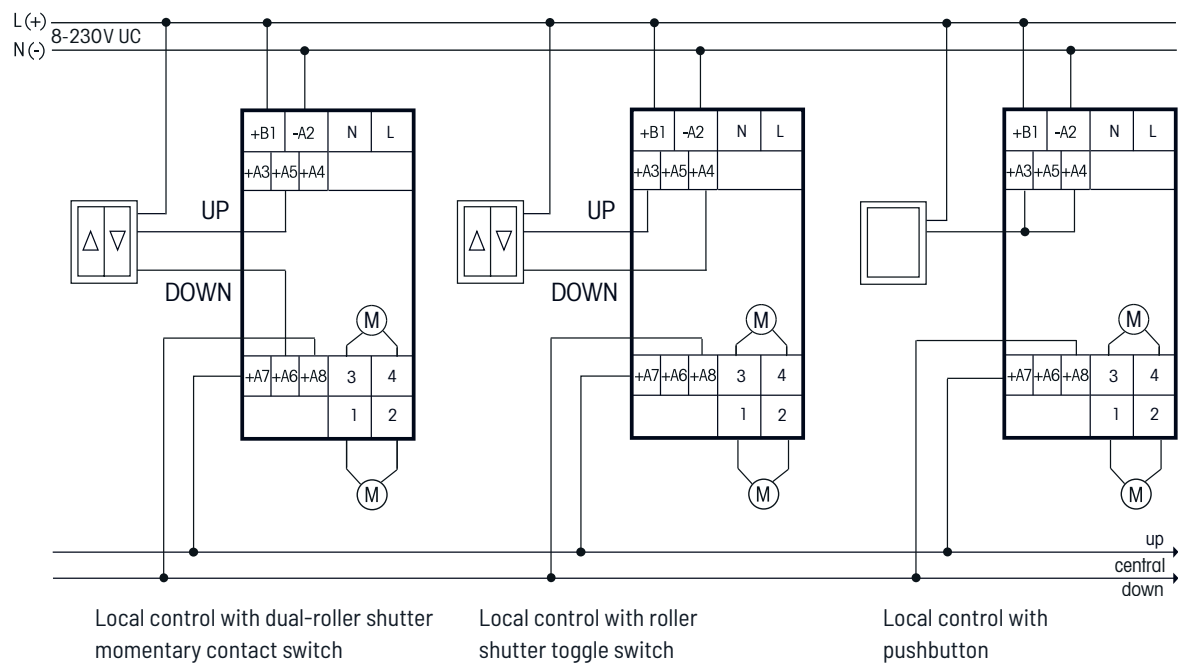 L (+)
8-230V UC
N (-)
+B1 -A2 N L
+A3 +A5 +A4
UP
DOWN
M
+A7 +A6 +A8 3 4
1 2
M
+B1 -A2 N L
+A3 +A5 +A4
UP
DOWN
M
+A7 +A6 +A8 3 4
1 2
M
+B1 -A2 N L
+A3 +A5 +A4
M
+A7 +A6 +A8 3 4
1 2
M
up
central
down
Local control with dual-roller shutter
momentary contact switch
Local control with roller
shutter toggle switch
Local control with
pushbutton